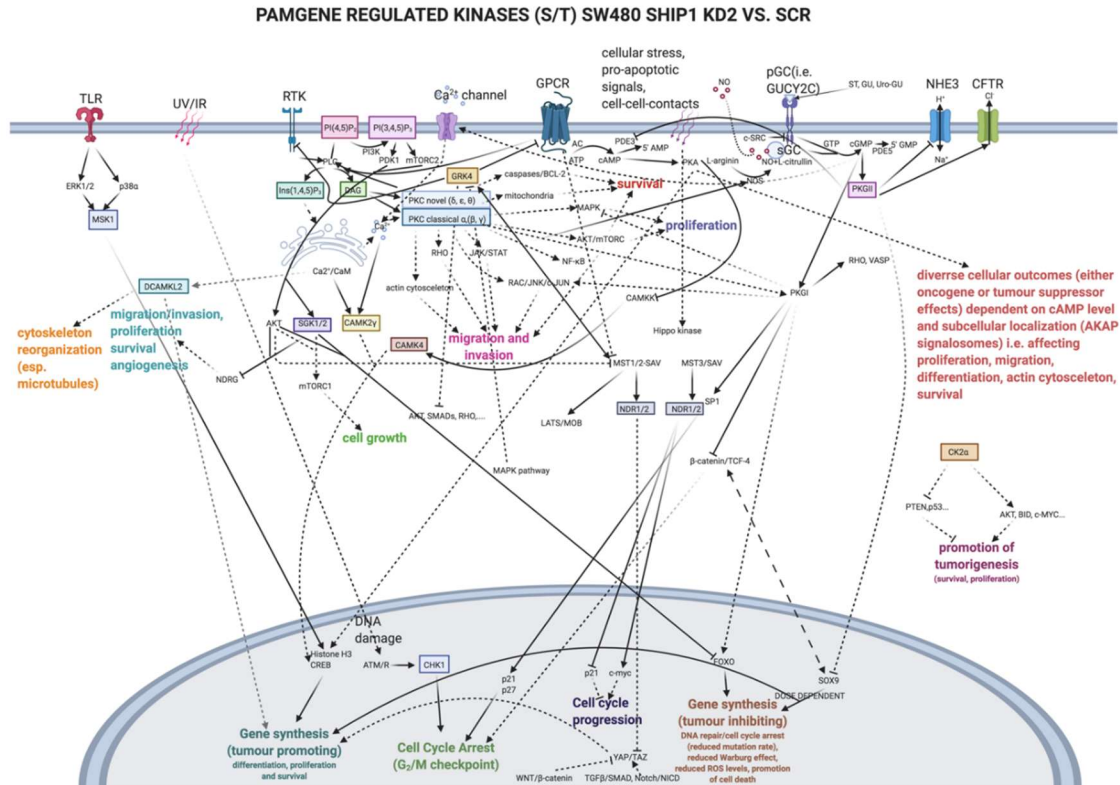 PAMGENE REGULATED KINASES (S/T) SW480 SHIP1 KD2 VS. SCR
TLR
UV/IR
RTK
Ca²⁺ channel
GPCR
cellular stress,
pro-apoptotic
signals,
cell-cell-contacts
NO
pGC(i.e.
GUCY2C)
ST, GU, Uro-GU
NHE3
CFTR
H⁺
Cl⁻
PI(4,5)P₂
PI(3,4,5)P₃
PI3K
PLC
PDK1
mTORC2
AC
ATP
cAMP
PDE3
5' AMP
PKA
L-arginin
c-SRC
sGC
NO+L-citrullin
NOS
GTP
cGMP
PDE5
5' GMP
Na⁺
PKGII
ERK1/2
p38α
MSK1
Ins(1,4,5)P₃
DAG
GRK4
caspases/BCL-2
mitochondria
survival
PKC novel (δ, ε, θ)
PKC classical α,(β, γ)
MAPK
proliferation
Ca²⁺
RHO
JAK/STAT
AKT/mTORC
NF-κB
RHO, VASP
Ca²⁺/CaM
actin cytosceleton
RAC/JNK/c-JUN
CAMKK
PKGI
diverrse cellular outcomes (either
oncogene or tumour suppressor
effects) dependent on cAMP level
and subcellular localization (AKAP
signalosomes) i.e. affecting
proliferation, migration,
differentiation, actin cytosceleton,
survival
DCAMKL2
migration/invasion,
proliferation
survival
angiogenesis
cytoskeleton
reorganization
(esp.
microtubules)
AKT
SGK1/2
CAMK2γ
CAMK4
Hippo kinase
migration and
invasion
NDRG
mTORC1
MST1/2-SAV
MST3/SAV
NDR1/2
NDR1/2
SP1
AKT, SMADs, RHO,....
LATS/MOB
cell growth
MAPK pathway
β-catenin/TCF-4
CK2α
PTEN,p53...
AKT, BID, c-MYC...
promotion of
tumorigenesis
(survival, proliferation)
DNA
damage
Histone H3
CREB
ATM/R
CHK1
p21
p27
p21
c-myc
FOXO
SOX9
DOSE DEPENDENT
Cell cycle
progression
Gene synthesis
(tumour promoting)
differentiation, proliferation
and survival
Cell Cycle Arrest
(G₂/M checkpoint)
Gene synthesis
(tumour inhibiting)
DNA repair/cell cycle arrest
(reduced mutation rate),
reduced Warburg effect,
reduced ROS levels, promotion
of cell death
YAP/TAZ
WNT/β-catenin
TGFβ/SMAD, Notch/NICD